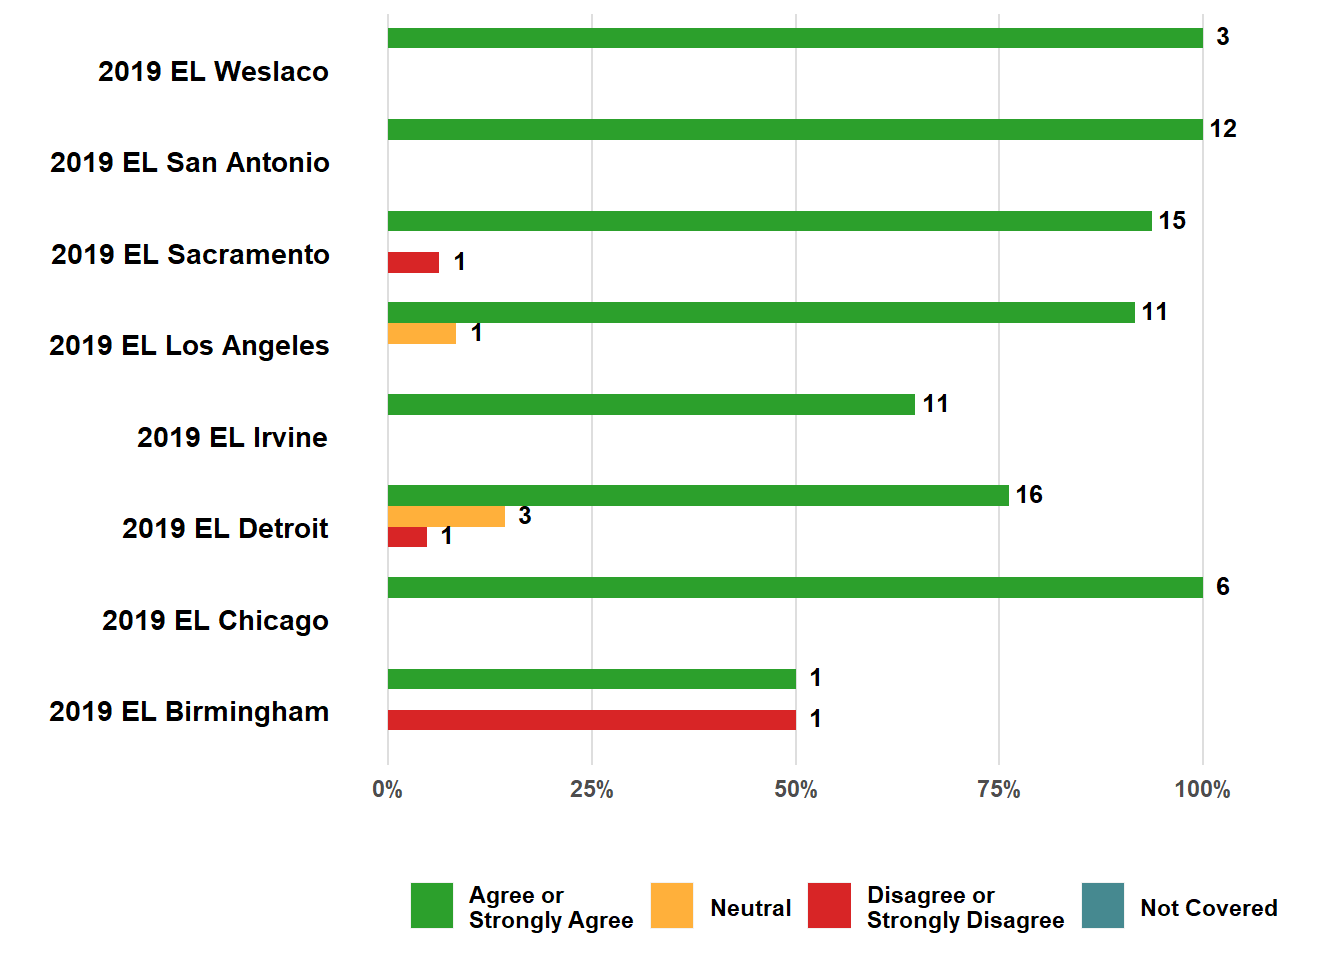 3
2019 EL Weslaco
12
2019 EL San Antonio
15
2019 EL Sacramento
1
11
1
2019 EL Los Angeles
11
2019 EL Irvine
16
3
2019 EL Detroit
1
6
2019 EL Chicago
1
2019 EL Birmingham
1
0% 25% 50% 75% 100%
Agree or
Strongly Agree
Neutral
Disagree or
Strongly Disagree
Not Covered